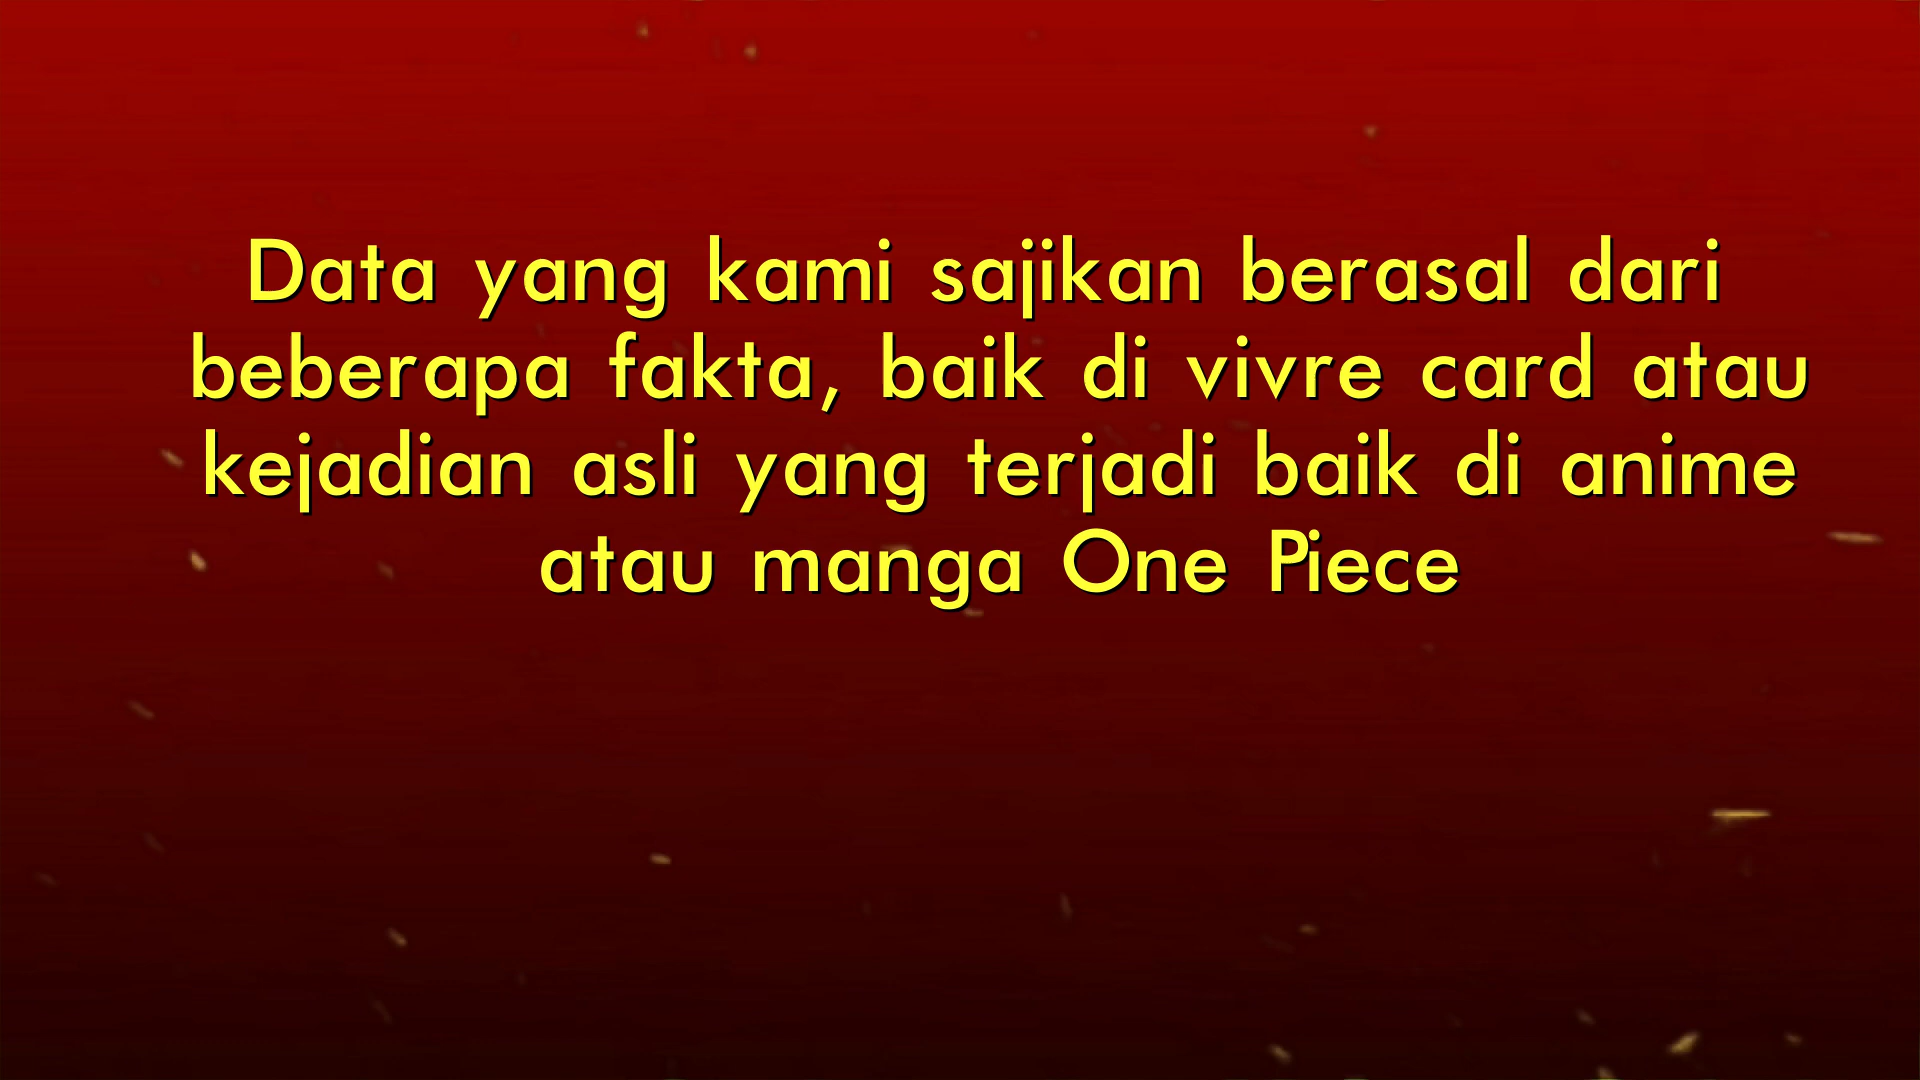 Data yang kami sajikan berasal dari
beberapa fakta, baik di vivre card atau
kejadian asli yang terjadi baik di anime
atau manga One Piece